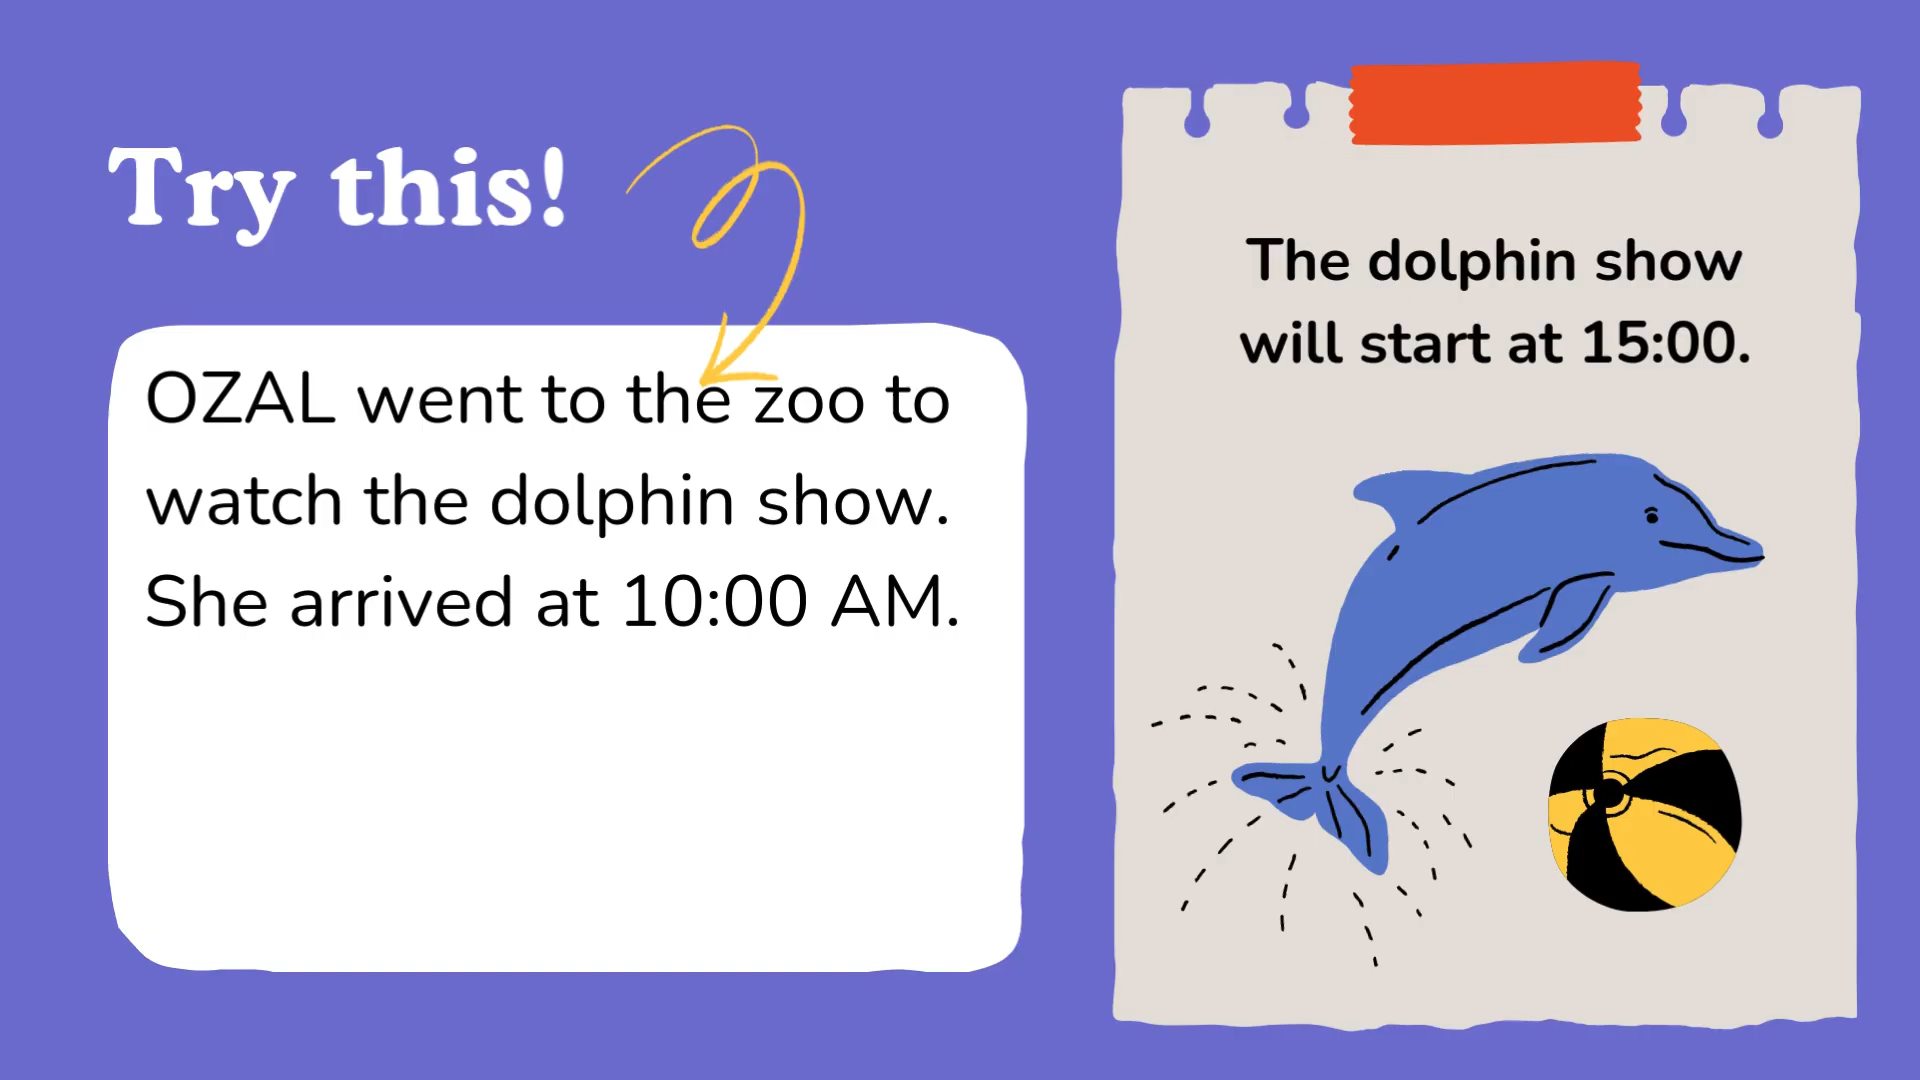 Try this!
OZAL went to the zoo to
watch the dolphin show.
She arrived at 10:00 AM.
The dolphin show
will start at 15:00.